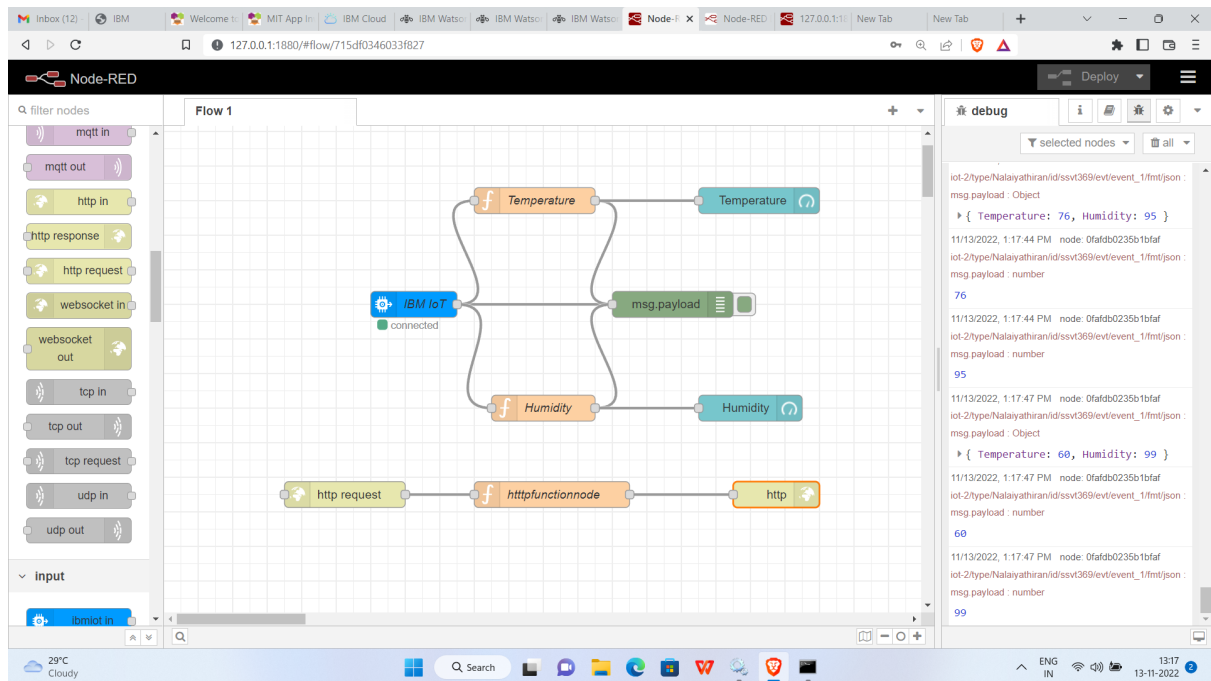 Inbox (12)
IBM
Welcome t
MIT App In
IBM Cloud
IBM Watso
IBM Watso
IBM Watso
Node-R
Node-RED
127.0.0.1:1
New Tab
New Tab
127.0.0.1:1880/#flow/715df0346033f827
Node-RED
Deploy
filter nodes
Flow 1
debug
i
selected nodes
all
mqtt in
mqtt out
http in
http response
http request
websocket in
websocket
out
tcp in
tcp out
tcp request
udp in
udp out
input
ibmiot in
Temperature
Temperature
IBM IoT
connected
msg.payload
Humidity
Humidity
http request
htttpfunctionnode
http
iot-2/type/Nalaiyathiran/id/ssvt369/evt/event_1/fmt/json :
msg.payload : Object
{ Temperature: 76, Humidity: 95 }
11/13/2022, 1:17:44 PM node: 0fafdb0235b1bfaf
iot-2/type/Nalaiyathiran/id/ssvt369/evt/event_1/fmt/json :
msg.payload : number
76
11/13/2022, 1:17:44 PM node: 0fafdb0235b1bfaf
iot-2/type/Nalaiyathiran/id/ssvt369/evt/event_1/fmt/json :
msg.payload : number
95
11/13/2022, 1:17:47 PM node: 0fafdb0235b1bfaf
iot-2/type/Nalaiyathiran/id/ssvt369/evt/event_1/fmt/json :
msg.payload : Object
{ Temperature: 60, Humidity: 99 }
11/13/2022, 1:17:47 PM node: 0fafdb0235b1bfaf
iot-2/type/Nalaiyathiran/id/ssvt369/evt/event_1/fmt/json :
msg.payload : number
60
11/13/2022, 1:17:47 PM node: 0fafdb0235b1bfaf
iot-2/type/Nalaiyathiran/id/ssvt369/evt/event_1/fmt/json :
msg.payload : number
99
29°C
Cloudy
Search
ENG
IN
13:17
13-11-2022
2